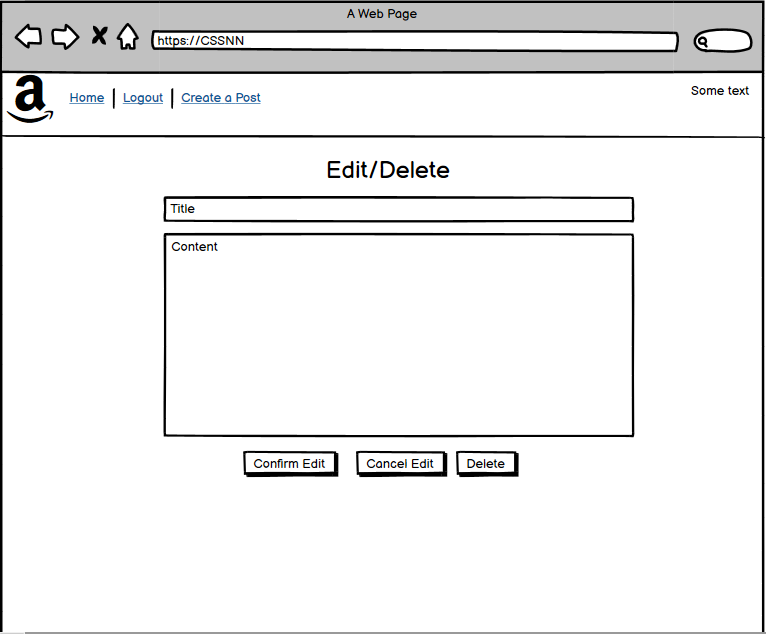 A Web Page
https://CSSNN
a
Home Logout Create a Post
Some text
Edit/Delete
Title
Content
Confirm Edit Cancel Edit Delete